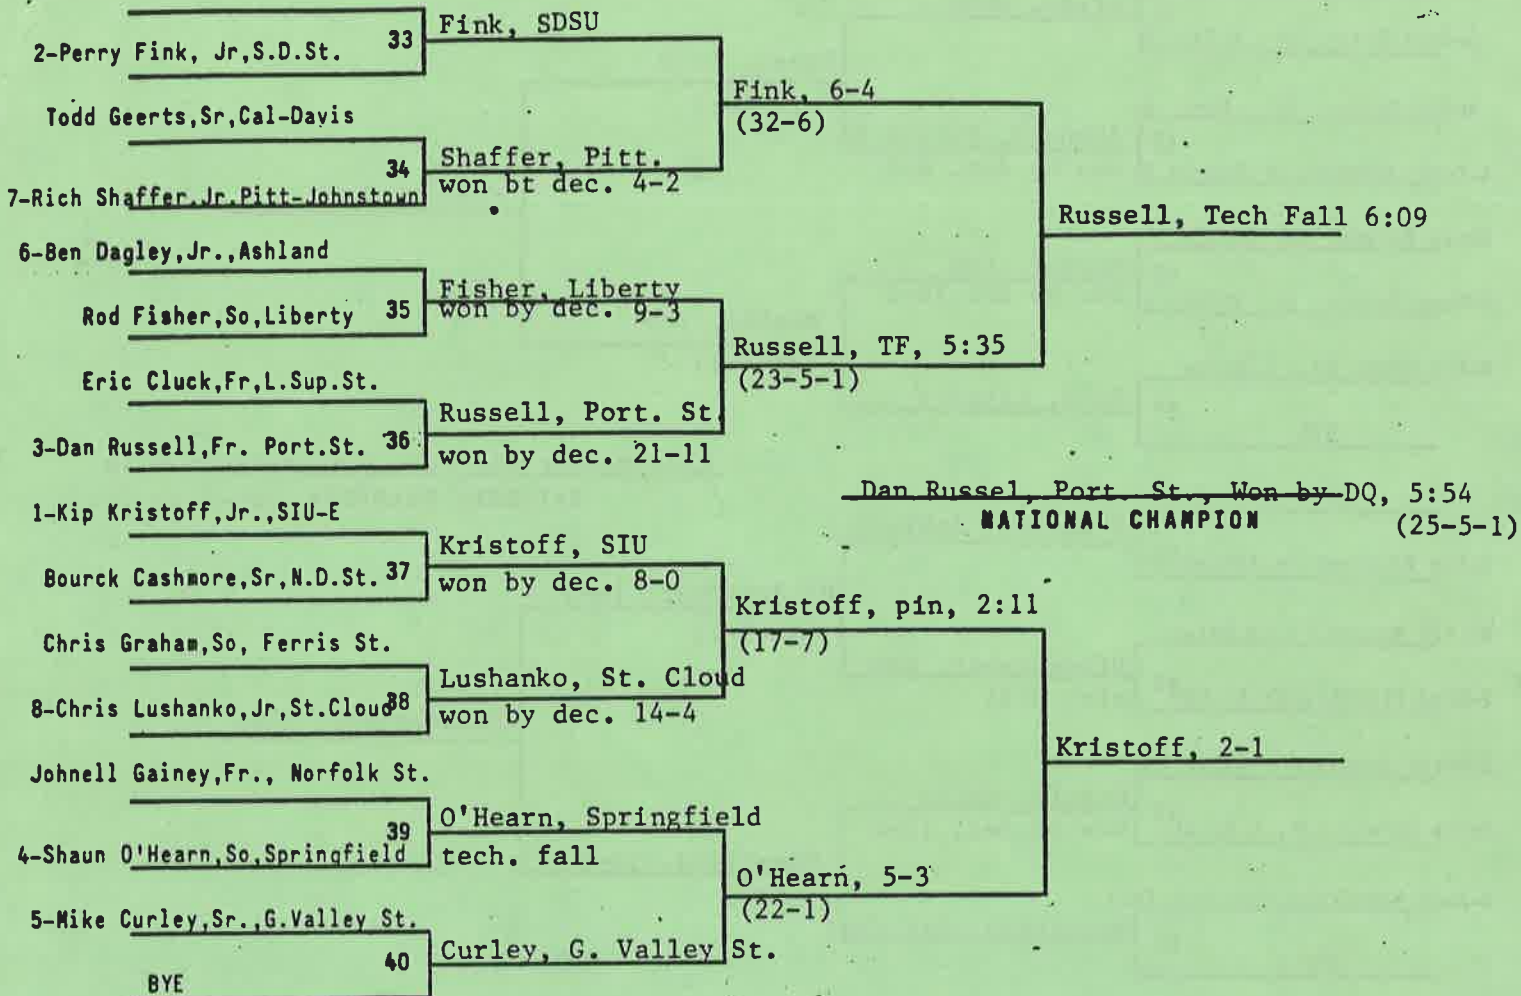 2-Perry Fink, Jr,S.D.St.
33
Fink, SDSU
Todd Geerts,Sr,Cal-Davis
34
7-Rich Shaffer.Jr.Pitt-Johnstown
Shaffer, Pitt.
won bt dec. 4-2
Fink, 6-4
(32-6)
6-Ben Dagley,Jr.,Ashland
Rod Fisher,So,Liberty
35
Fisher, Liberty
won by dec. 9-3
Eric Cluck,Fr,L.Sup.St.
3-Dan Russell,Fr. Port.St.
36
Russell, Port. St
won by dec. 21-11
Russell, TF, 5:35
(23-5-1)
Russell, Tech Fall 6:09
1-Kip Kristoff,Jr.,SIU-E
Bourck Cashmore,Sr,N.D.St.
37
Kristoff, SIU
won by dec. 8-0
Chris Graham,So, Ferris St.
8-Chris Lushanko,Jr,St.Cloud
38
Lushanko, St. Cloud
won by dec. 14-4
Kristoff, pin, 2:11
(17-7)
Johnell Gainey,Fr., Norfolk St.
39
4-Shaun O'Hearn,So,Springfield
O'Hearn, Springfield
tech. fall
5-Mike Curley,Sr.,G.Valley St.
40
BYE
Curley, G. Valley St.
O'Hearn, 5-3
(22-1)
Kristoff, 2-1
Dan Russel, Port. St., Won by DQ, 5:54
NATIONAL CHAMPION
(25-5-1)